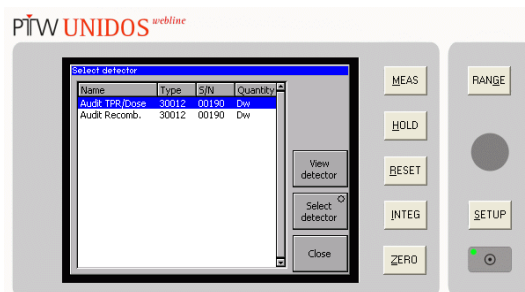 PTW UNIDOS webline
Select detector
Name Type S/N Quantity
Audit TPR/Dose 30012 00190 Dw
Audit Recomb. 30012 00190 Dw
View
detector
Select
detector
Close
MEAS
HOLD
RESET
INTEG
ZERO
RANGE
SETUP